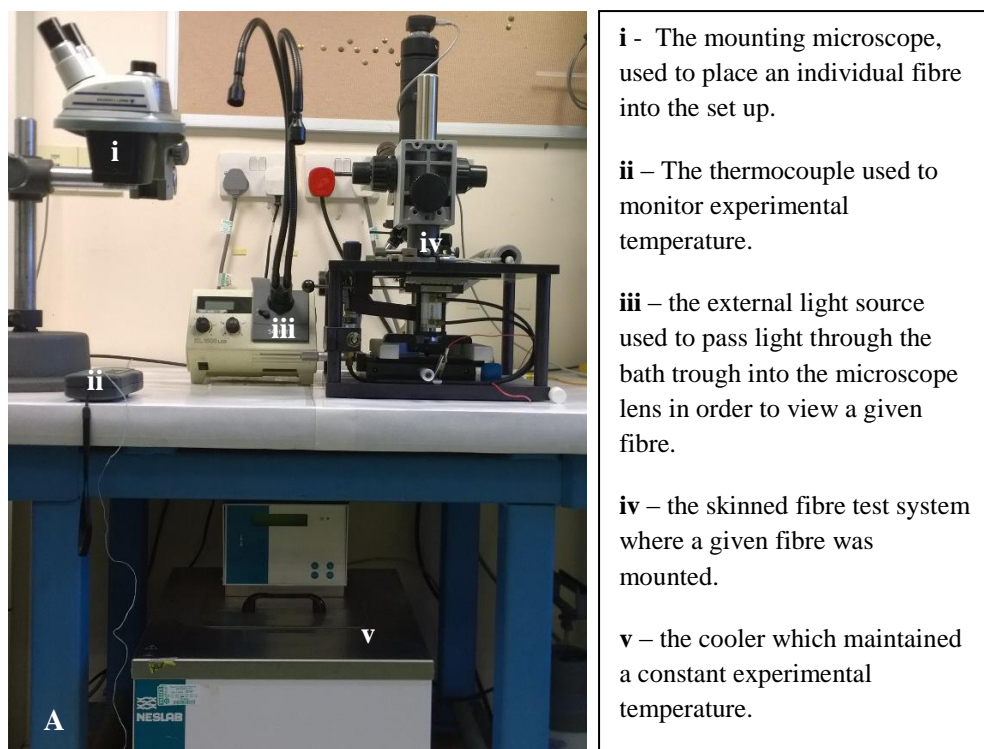 i
iv
iii
ii
v
NESLAB
A
i - The mounting microscope,
used to place an individual fibre
into the set up.
ii – The thermocouple used to
monitor experimental
temperature.
iii – the external light source
used to pass light through the
bath trough into the microscope
lens in order to view a given
fibre.
iv – the skinned fibre test system
where a given fibre was
mounted.
v – the cooler which maintained
a constant experimental
temperature.